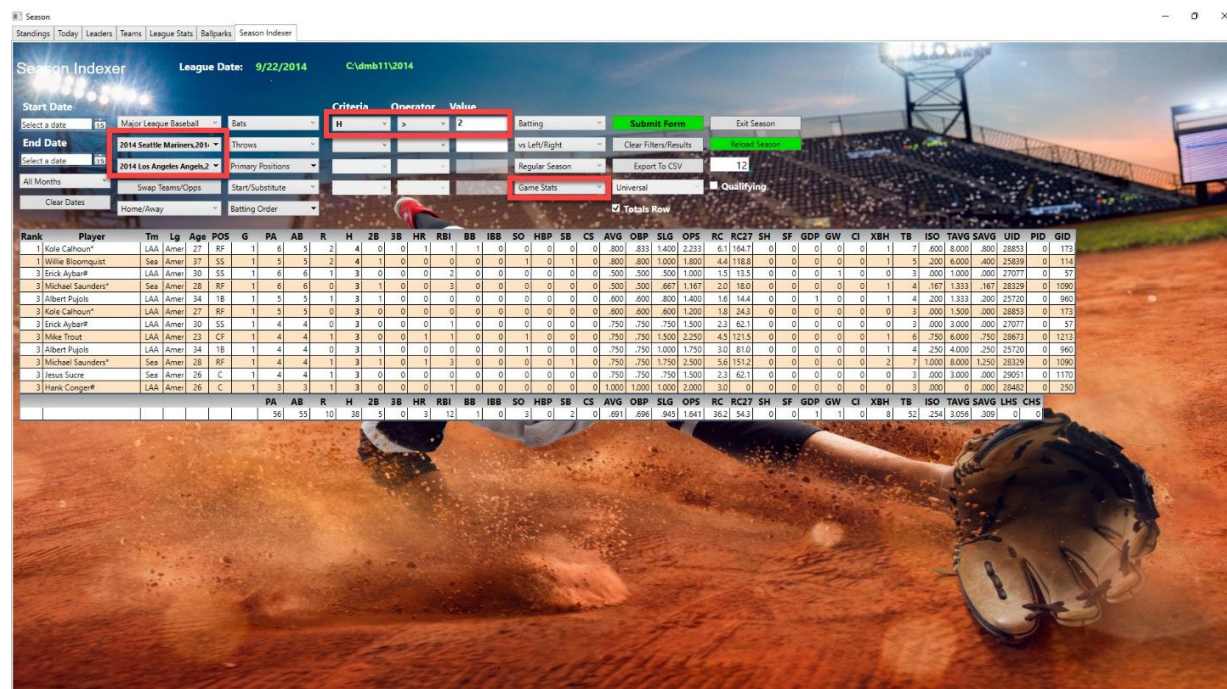 Season
Standings Today Leaders Teams League Stats Ballparks Season Indexer
Season Indexer League Date: 9/22/2014 C:\dmb11\2014
Start Date Criteria Operator Value
Select a date 15 Major League Baseball Bats H > 2 Batting Submit Form Exit Season
End Date 2014 Seattle Mariners,201 Throws vs Left/Right Clear Filters/Results Reload Season
Select a date 15 2014 Los Angeles Angels,2 Primary Positions Regular Season Export To CSV 12
All Months Swap Teams/Opps Start/Substitute Game Stats Universal Qualifying
Clear Dates Home/Away Batting Order Totals Row
Rank Player Tm Lg Age POS G PA AB R H 2B 3B HR RBI BB IBB SO HBP SB CS AVG OBP SLG OPS RC RC27 SH SF GDP GW CI XBH TB ISO TAVG SAVG UID PID GID
1 Kole Calhoun* LAA Amer 27 RF 1 6 5 2 4 0 0 1 1 1 0 0 0 0 0 .800 .833 1.400 2.233 6.1 164.7 0 0 0 0 0 1 7 .600 8.000 .800 28853 0 173
1 Willie Bloomquist Sea Amer 37 SS 1 5 5 2 4 1 0 0 0 0 0 1 0 1 0 .800 .800 1.000 1.800 4.4 118.8 0 0 0 0 0 1 5 .200 6.000 .400 25839 0 114
3 Erick Aybar# LAA Amer 30 SS 1 6 6 1 3 0 0 0 2 0 0 0 0 0 0 .500 .500 .500 1.000 1.5 13.5 0 0 0 1 0 0 3 .000 1.000 .000 27077 0 57
3 Michael Saunders* Sea Amer 28 RF 1 6 6 0 3 1 0 0 3 0 0 0 0 0 0 .500 .500 .667 1.167 2.0 18.0 0 0 0 0 0 1 4 .167 1.333 .167 28329 0 1090
3 Albert Pujols LAA Amer 34 1B 1 5 5 1 3 1 0 0 0 0 0 0 0 0 0 .600 .600 .800 1.400 1.6 14.4 0 0 1 0 0 1 4 .200 1.333 .200 25720 0 960
3 Kole Calhoun* LAA Amer 27 RF 1 5 5 0 3 0 0 0 0 0 0 0 0 0 0 .600 .600 .600 1.200 1.8 24.3 0 0 0 0 0 0 3 .000 1.500 .000 28853 0 173
3 Erick Aybar# LAA Amer 30 SS 1 4 4 0 3 0 0 0 1 0 0 0 0 0 0 .750 .750 .750 1.500 2.3 62.1 0 0 0 0 0 0 3 .000 3.000 .000 27077 0 57
3 Mike Trout LAA Amer 23 CF 1 4 4 1 3 0 0 1 1 0 0 0 0 1 0 .750 .750 1.500 2.250 4.5 121.5 0 0 0 0 0 1 6 .750 6.000 .750 28673 0 1213
3 Albert Pujols LAA Amer 34 1B 1 4 4 0 3 1 0 0 0 0 0 1 0 0 0 .750 .750 1.000 1.750 3.0 81.0 0 0 0 0 0 1 4 .250 4.000 .250 25720 0 960
3 Michael Saunders* Sea Amer 28 RF 1 4 4 1 3 1 0 1 3 0 0 0 0 0 0 .750 .750 1.750 2.500 5.6 151.2 0 0 0 0 0 2 7 1.000 8.000 1.250 28329 0 1090
3 Jesus Sucre Sea Amer 26 C 1 4 4 1 3 0 0 0 0 0 0 1 0 0 0 .750 .750 .750 1.500 2.3 62.1 0 0 0 0 0 0 3 .000 3.000 .000 29051 0 1170
3 Hank Conger# LAA Amer 26 C 1 3 3 1 3 0 0 0 1 0 0 0 0 0 0 1.000 1.000 1.000 2.000 3.0 0 0 0 0 0 0 3 .000 0 .000 28482 0 250
PA AB R H 2B 3B HR RBI BB IBB SO HBP SB CS AVG OBP SLG OPS RC RC27 SH SF GDP GW CI XBH TB ISO TAVG SAVG LHS CHS
56 55 10 38 5 0 3 12 1 0 3 0 2 0 .691 .696 .945 1.641 36.2 54.3 0 0 1 1 0 8 52 .254 3.056 .309 0 0